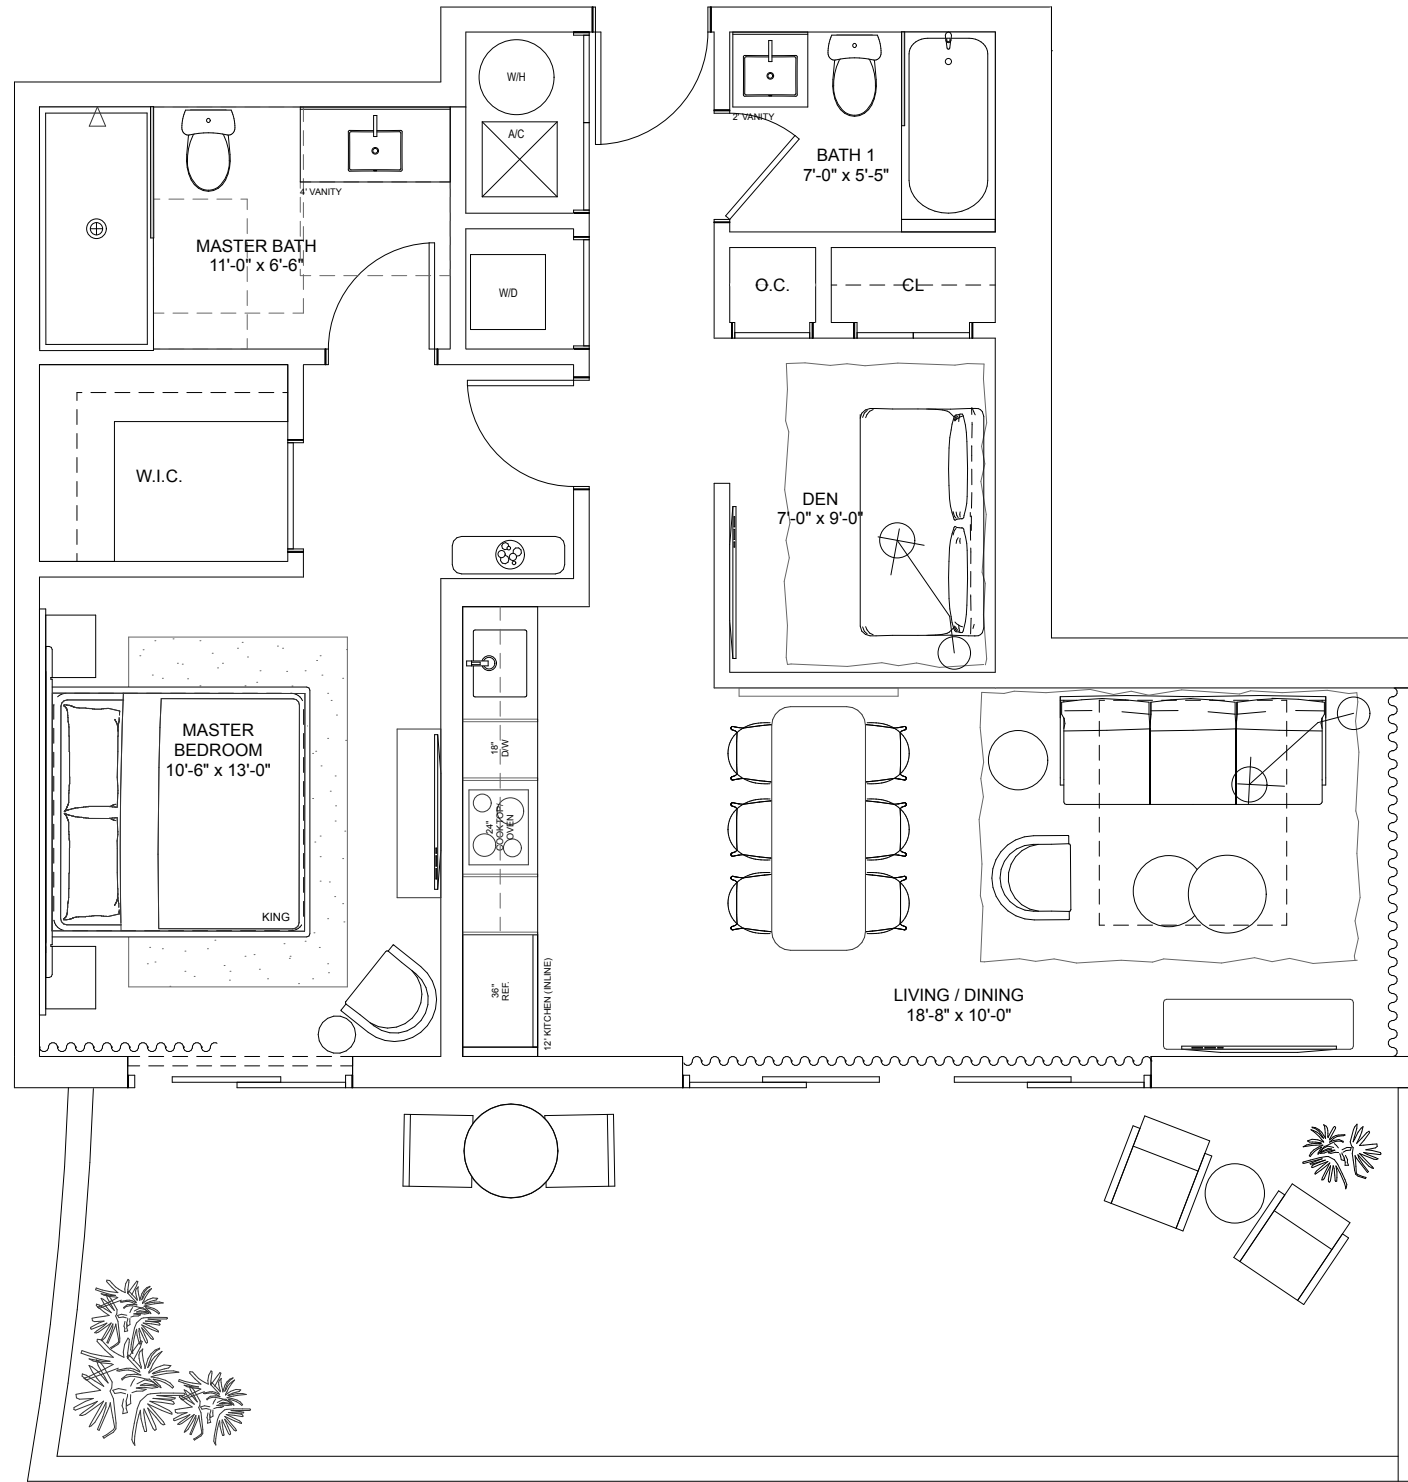 W/H
A/C
2' VANITY
BATH 1
7'-0" x 5'-5"
4' VANITY
MASTER BATH
11'-0" x 6'-6"
W/D
O.C.
CL
W.I.C.
DEN
7'-0" x 9'-0"
MASTER
BEDROOM
10'-6" x 13'-0"
KING
18"
D/W
24"
COOKTOP/
OVEN
36"
REF.
12' KITCHEN (INLINE)
LIVING / DINING
18'-8" x 10'-0"